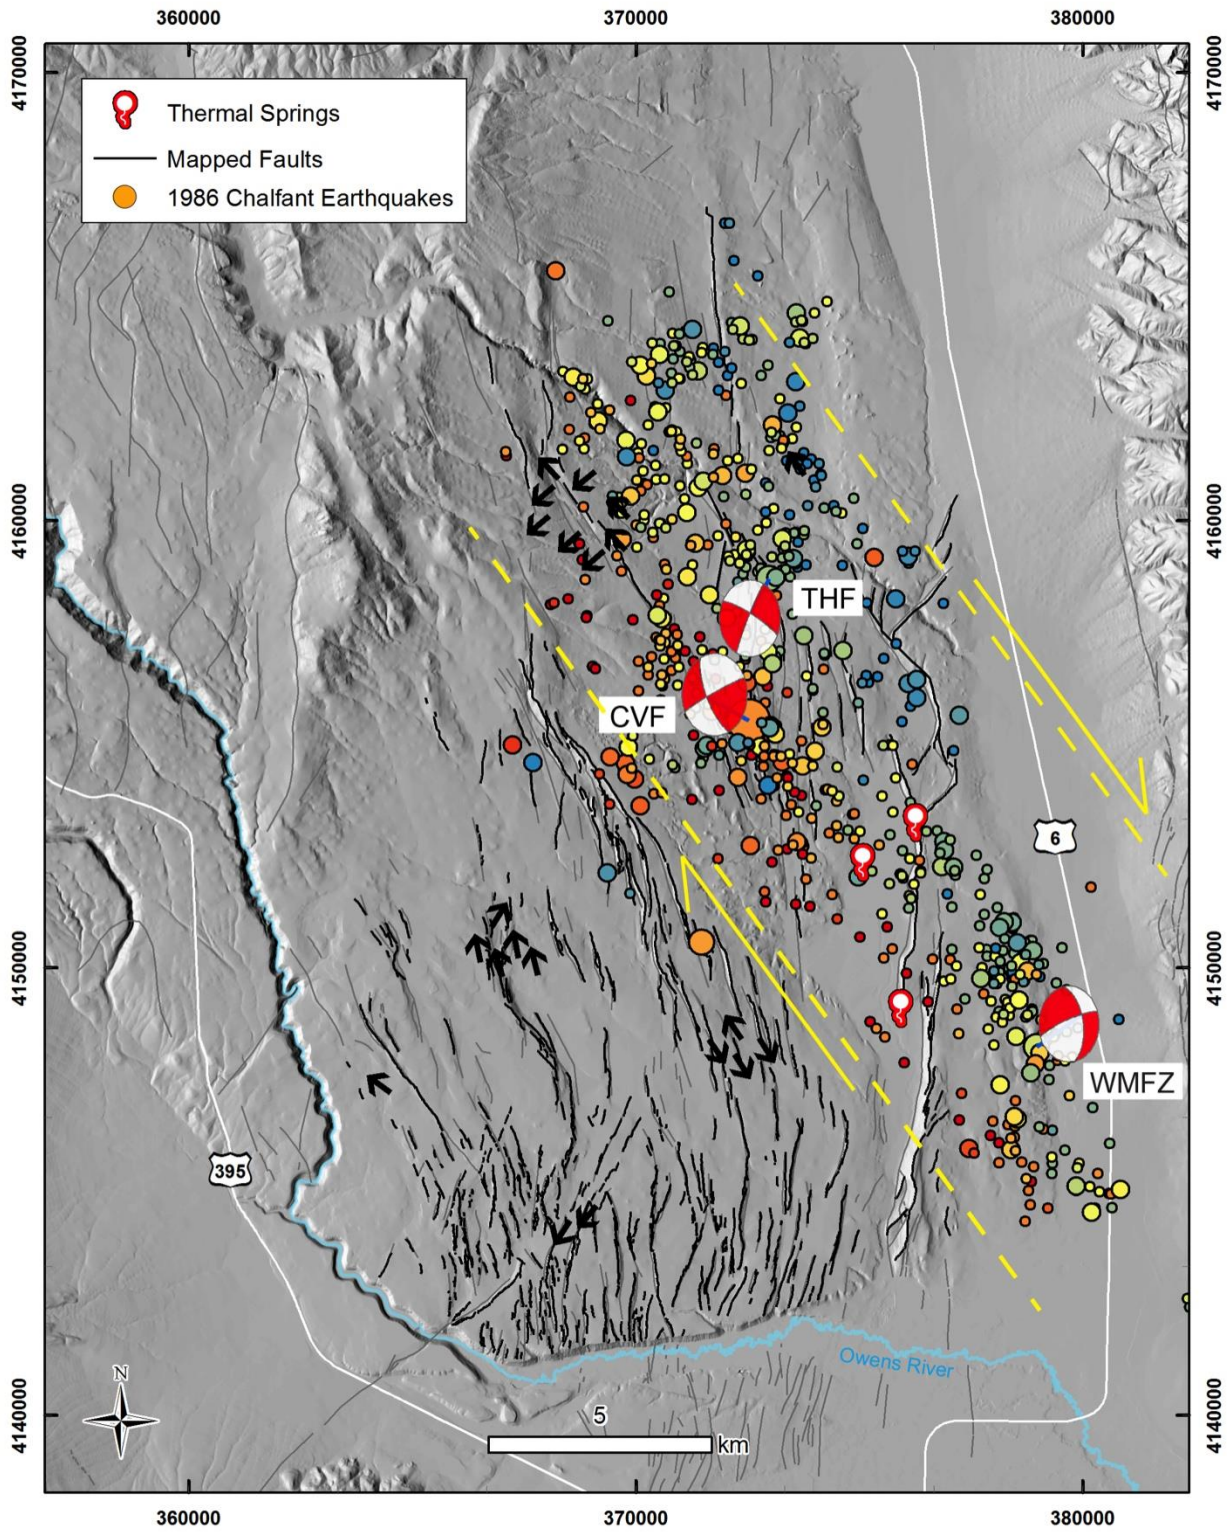 360000 370000 380000
4170000 4170000
Thermal Springs
Mapped Faults
1986 Chalfant Earthquakes
4160000 4160000
THF
CVF
6
4150000 4150000
WMFZ
395
Owens River
N
4140000 4140000
5
km
360000 370000 380000